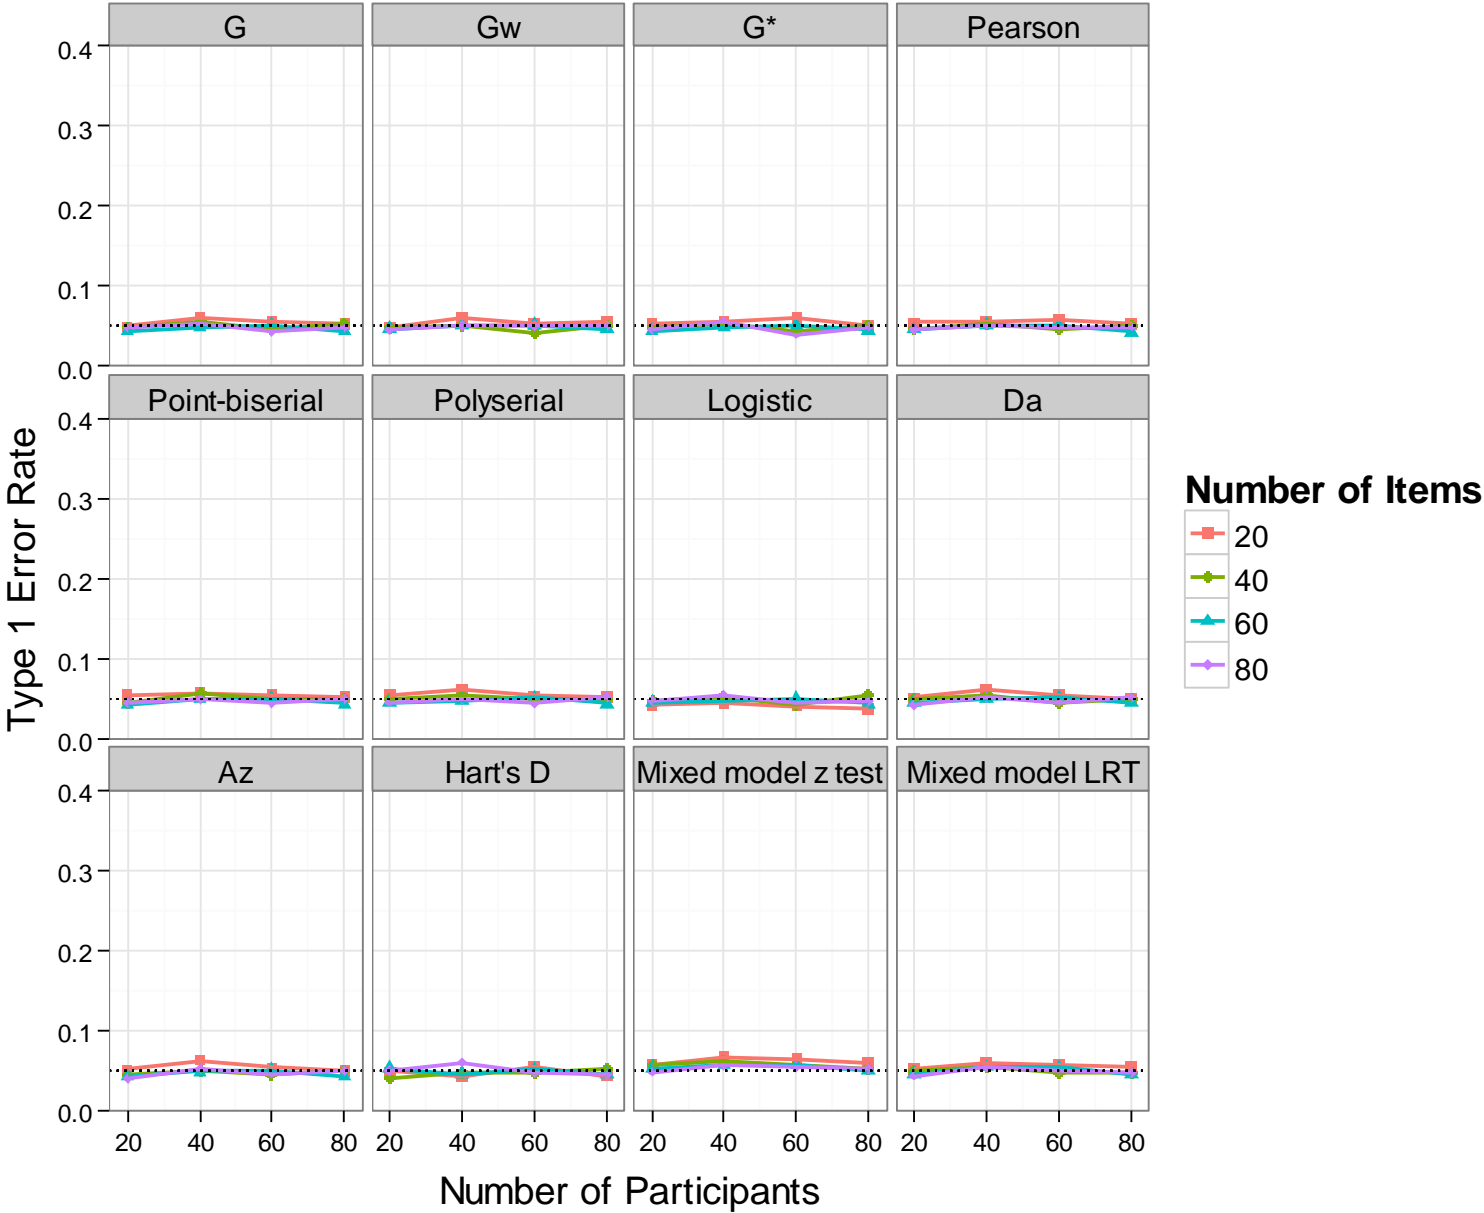 G Gw G* Pearson
0.4
0.3
0.2
0.1
0.0
Point-biserial Polyserial Logistic Da
0.4
0.3
0.2
0.1
0.0
Az Hart's D Mixed model z test Mixed model LRT
0.4
0.3
0.2
0.1
0.0
20 40 60 80 20 40 60 80 20 40 60 80 20 40 60 80
Number of Participants
Type 1 Error Rate
Number of Items
20
40
60
80